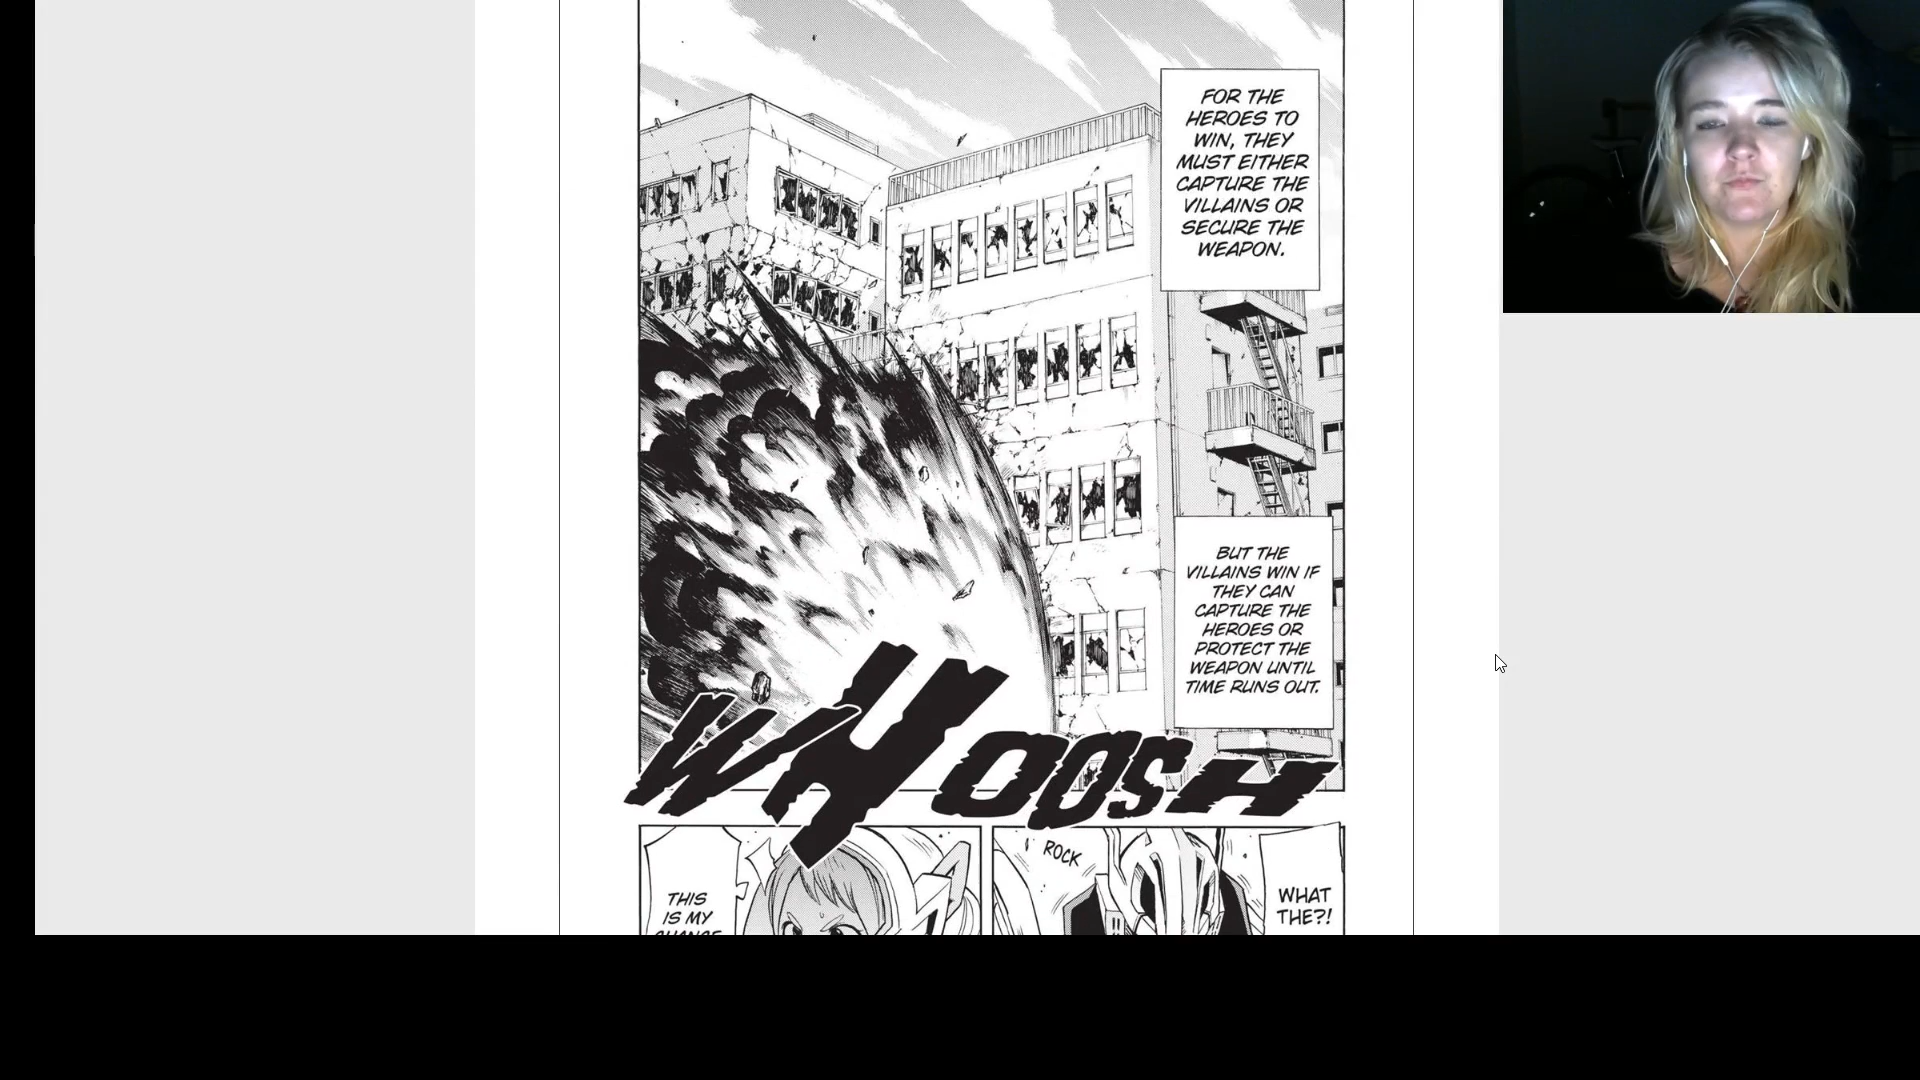 FOR THE
HEROES TO
WIN, THEY
MUST EITHER
CAPTURE THE
VILLAINS OR
SECURE THE
WEAPON.
BUT THE
VILLAINS WIN IF
THEY CAN
CAPTURE THE
HEROES OR
PROTECT THE
WEAPON UNTIL
TIME RUNS OUT.
WHOOSH
THIS
IS MY
CHANCE
ROCK
WHAT
THE?!